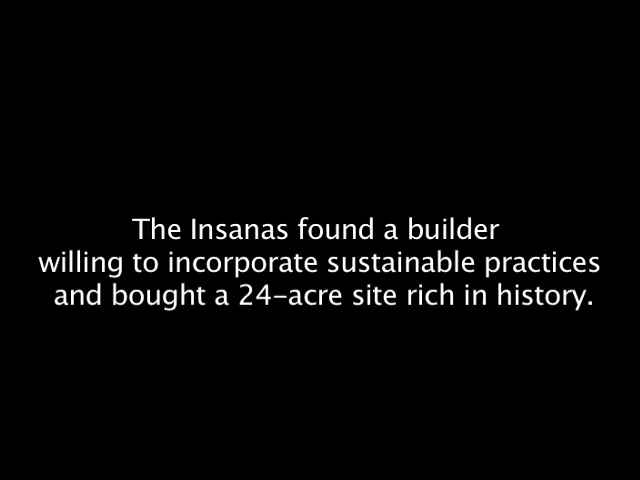 The Insanas found a builder
willing to incorporate sustainable practices
and bought a 24-acre site rich in history.